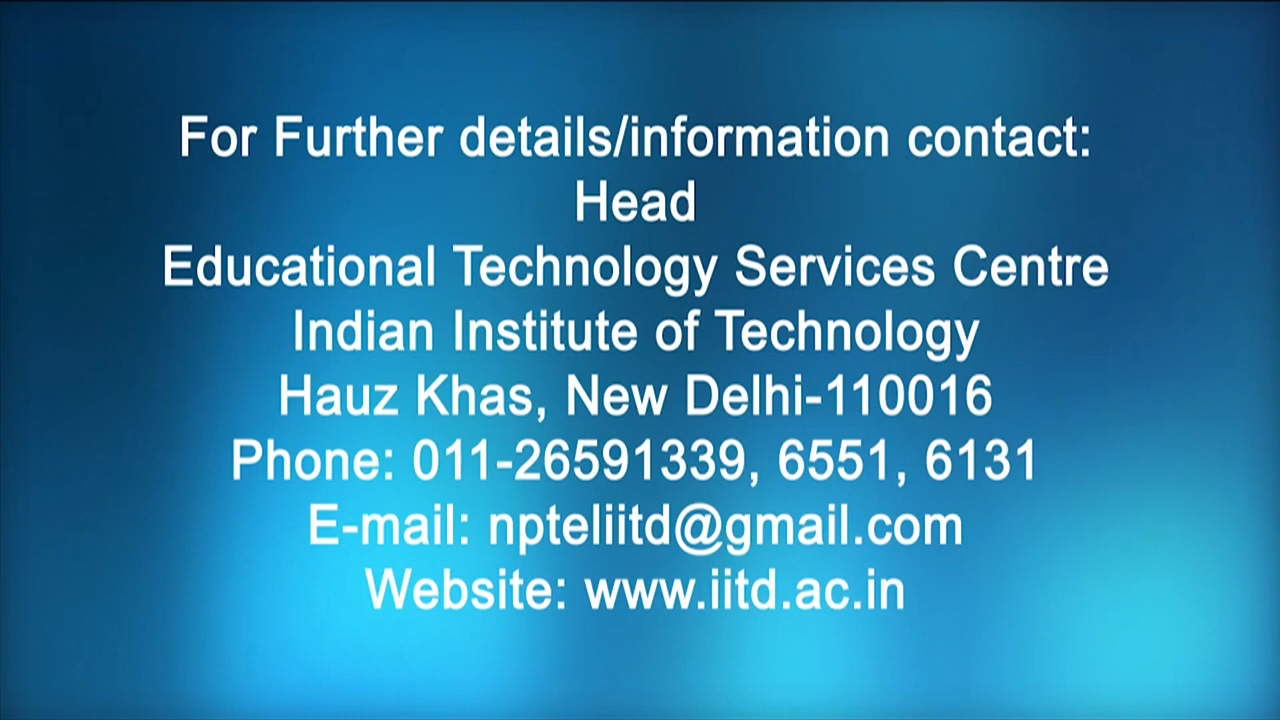 For Further details/information contact:
Head
Educational Technology Services Centre
Indian Institute of Technology
Hauz Khas, New Delhi-110016
Phone: 011-26591339, 6551, 6131
E-mail: npteliitd@gmail.com
Website: www.iitd.ac.in